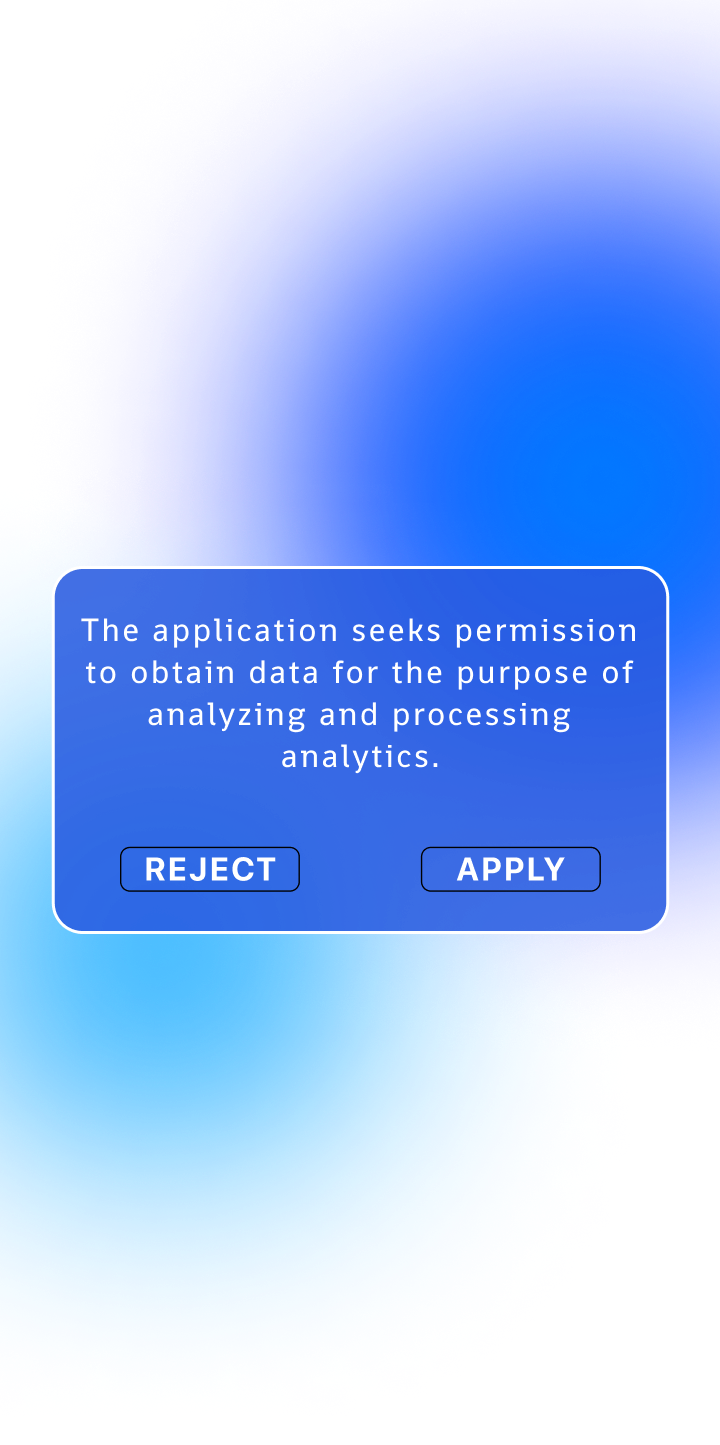 The application seeks permission
to obtain data for the purpose of
analyzing and processing
analytics.
REJECT
APPLY